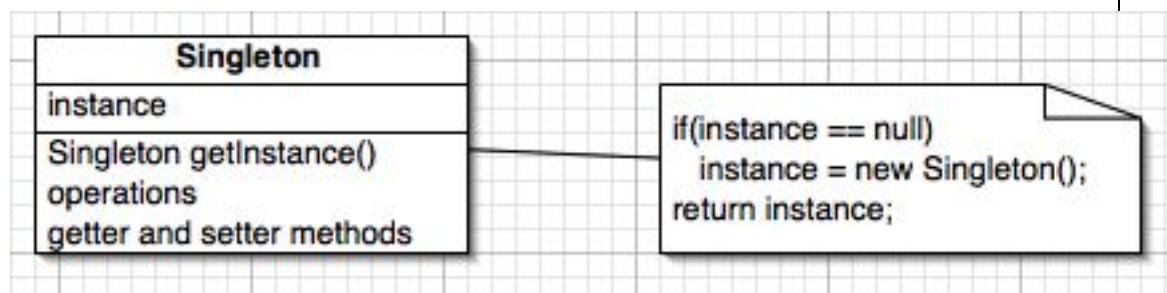 Singleton
instance
Singleton getInstance()
operations
getter and setter methods
if(instance == null)
instance = new Singleton();
return instance;